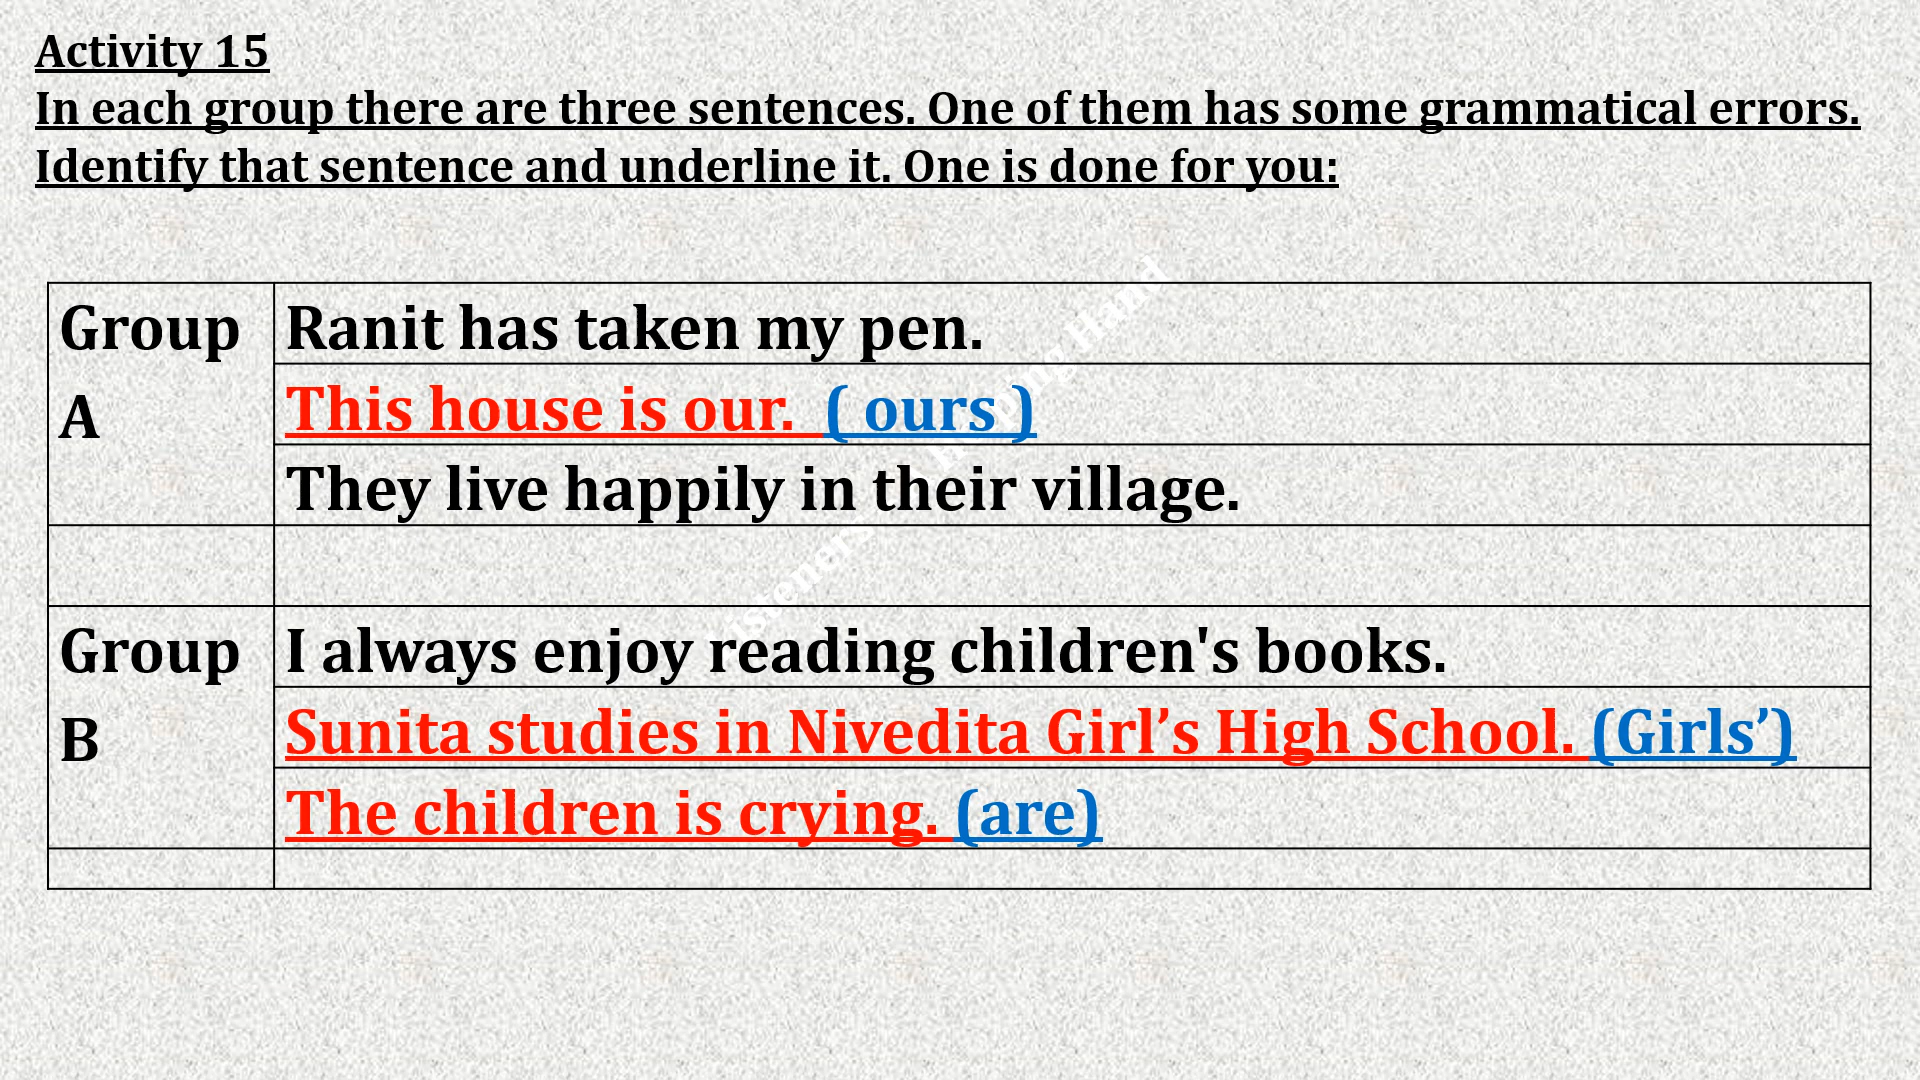 Activity 15
In each group there are three sentences. One of them has some grammatical errors.
Identify that sentence and underline it. One is done for you:
Group
A
Ranit has taken my pen.
This house is our. ( ours )
They live happily in their village.
Group
B
I always enjoy reading children's books.
Sunita studies in Nivedita Girl’s High School. (Girls’)
The children is crying. (are)